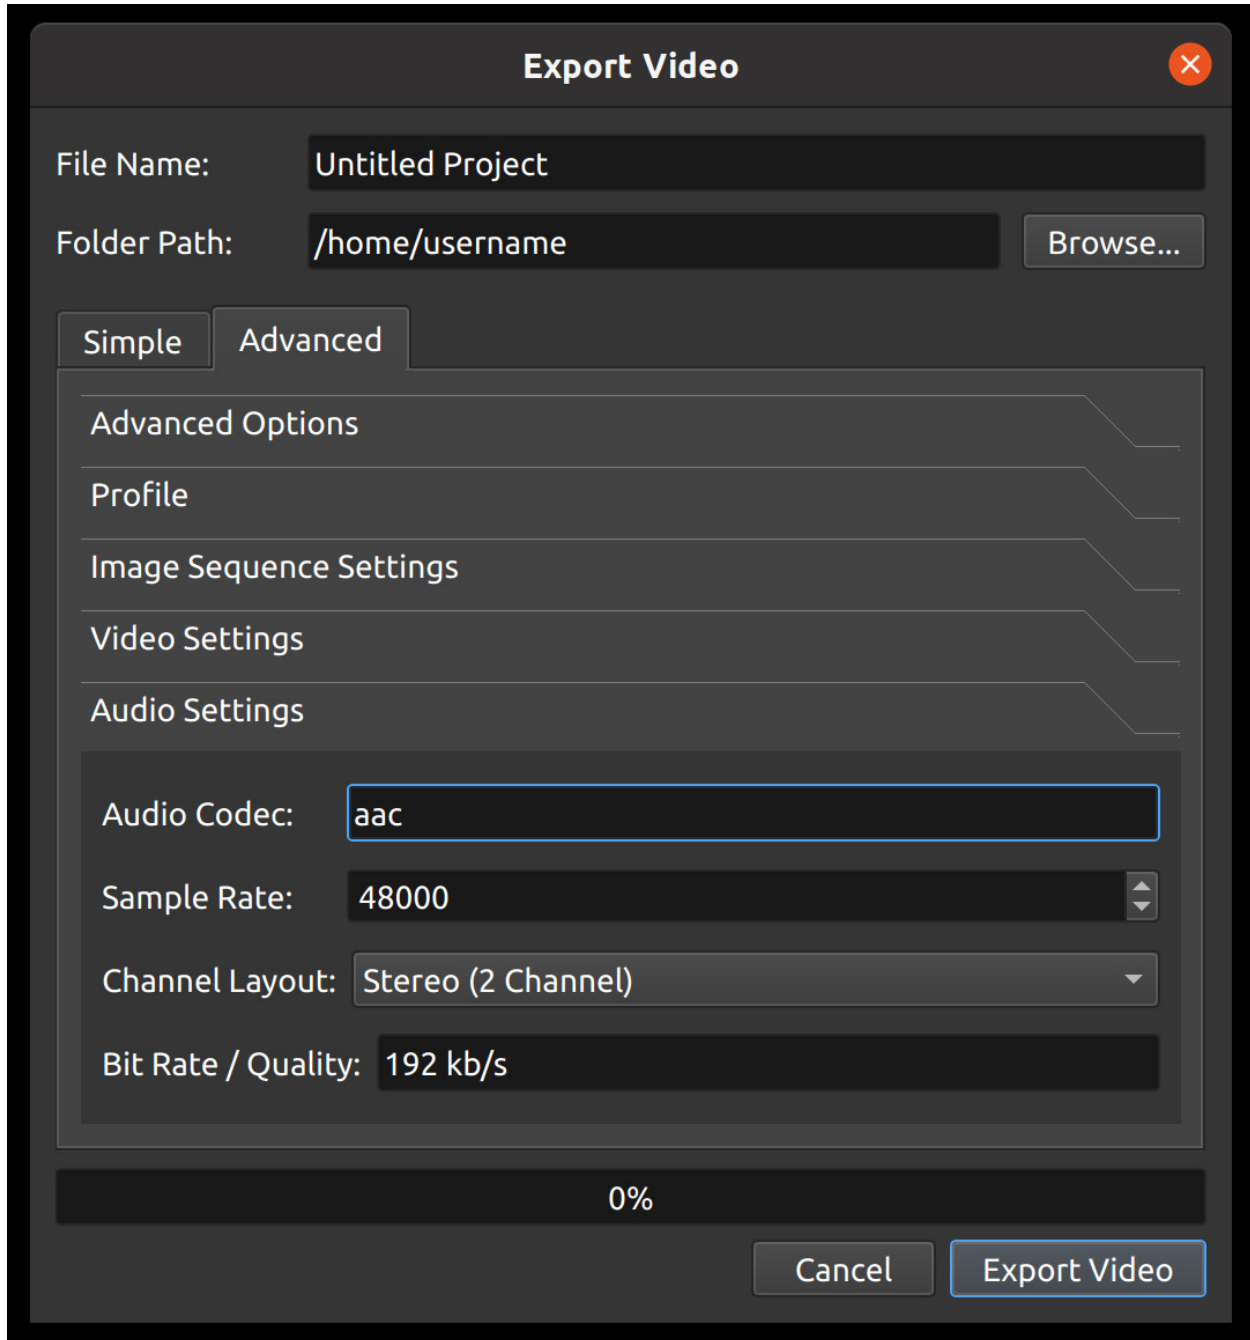 Export Video
File Name: Untitled Project
Folder Path: /home/username Browse...
Simple Advanced
Advanced Options
Profile
Image Sequence Settings
Video Settings
Audio Settings
Audio Codec: aac
Sample Rate: 48000
Channel Layout: Stereo (2 Channel)
Bit Rate / Quality: 192 kb/s
0%
Cancel Export Video